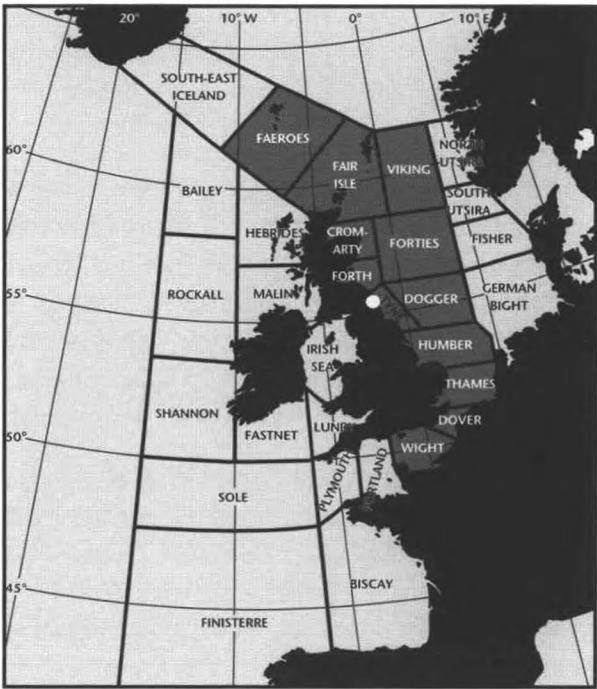 20°
10°W
0°
10°E
SOUTH-EAST
ICELAND
FAEROES
60°
FAIR
ISLE
VIKING
NORTH
UTSIRA
BAILEY
SOUTH
UTSIRA
HEBRIDES
CROM-
ARTY
FORTIES
FISHER
FORTH
55°
ROCKALL
MALIN
TYNE
DOGGER
GERMAN
BIGHT
IRISH
SEA
HUMBER
THAMES
SHANNON
DOVER
50°
FASTNET
LUNDY
WIGHT
PLYMOUTH
PORTLAND
SOLE
45°
BISCAY
FINISTERRE